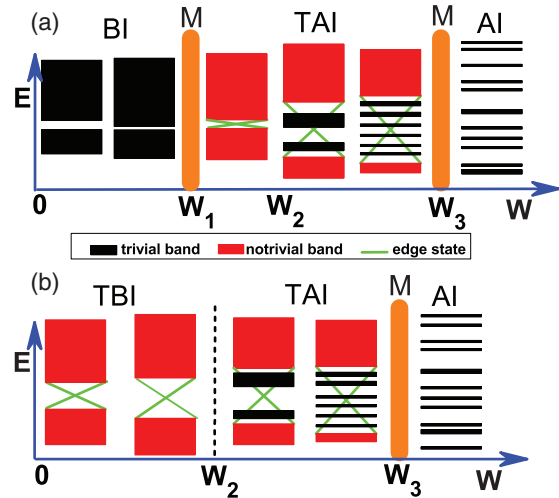 (a)
BI
M
TAI
M
AI
E
0
W1
W2
W3
W
trivial band
notrivial band
edge state
(b)
TBI
TAI
M
AI
E
0
W2
W3
W